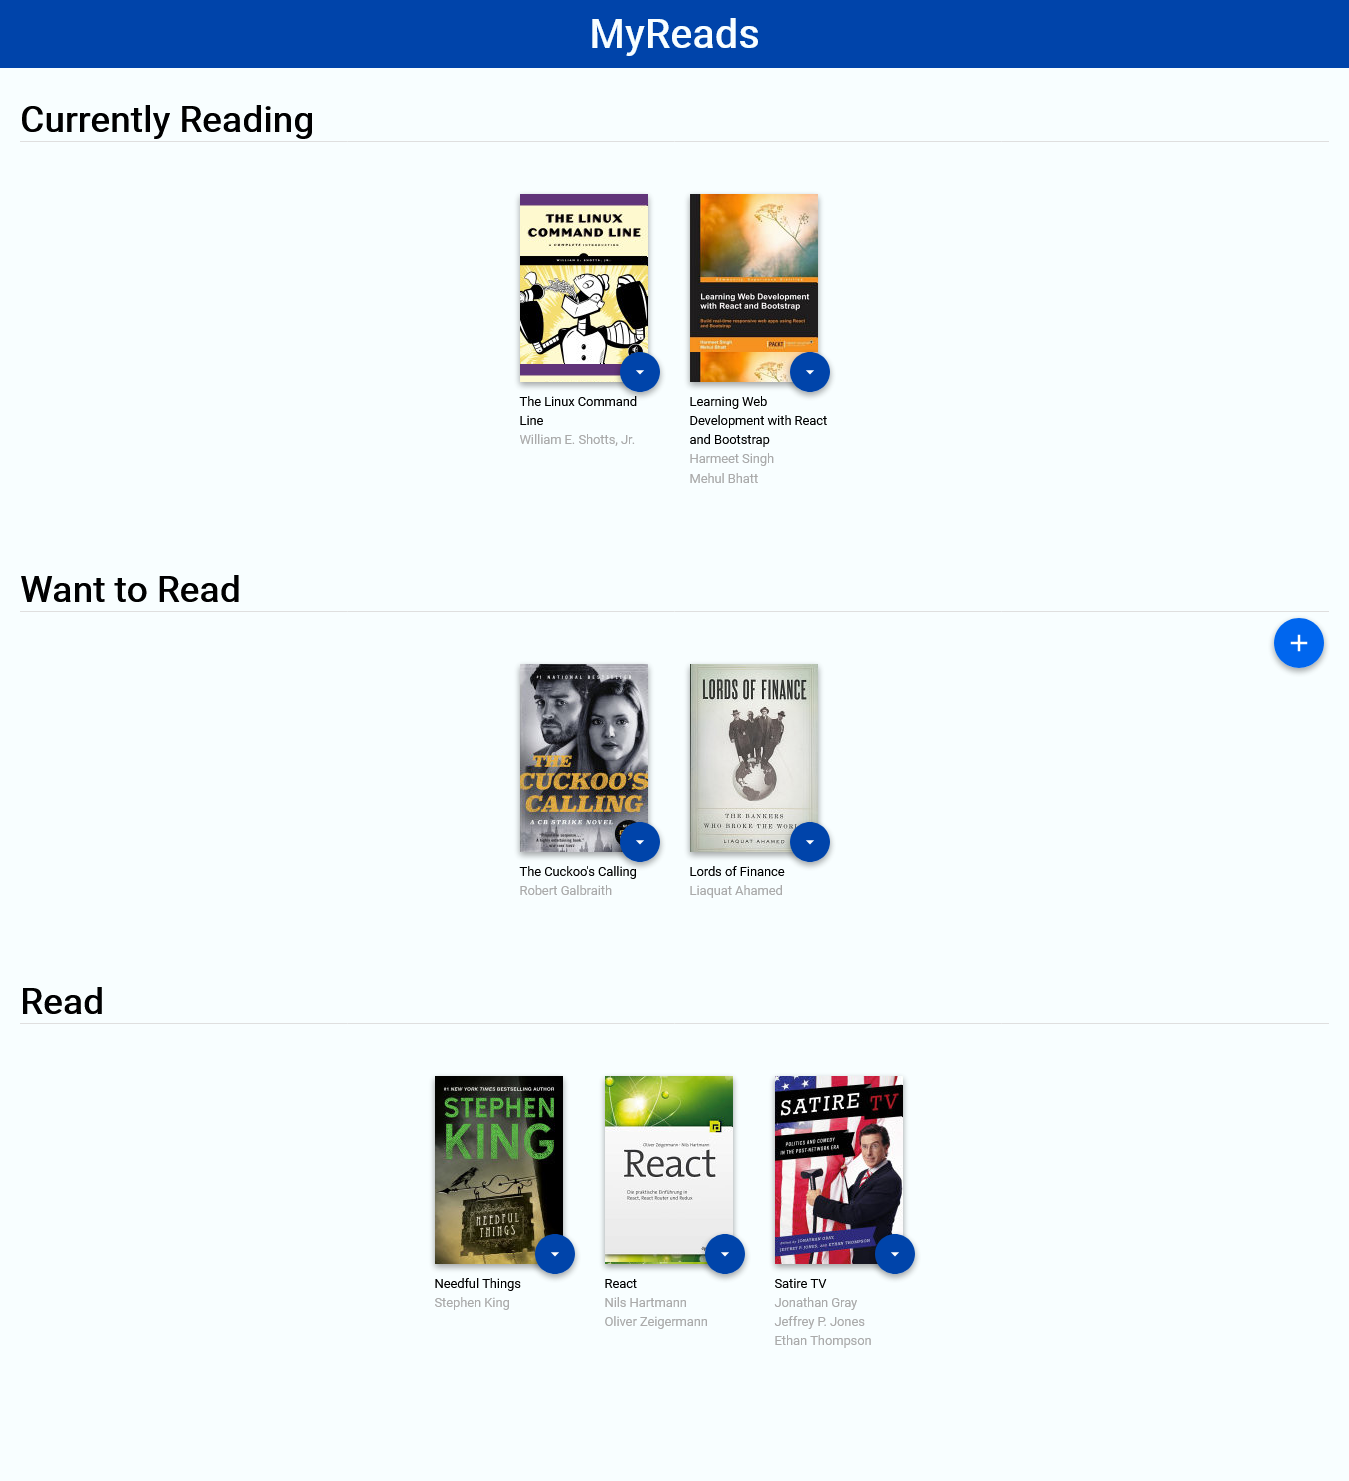 MyReads
Currently Reading
THE LINUX
COMMAND LINE
A COMPLETE INTRODUCTION
WILLIAM E. SHOTTS, JR.
Learning Web Development
with React and Bootstrap
Build real-time responsive web apps using React
and Bootstrap
Harmeet Singh
Mehul Bhatt
PACKT
The Linux Command
Line
William E. Shotts, Jr.
Learning Web
Development with React
and Bootstrap
Harmeet Singh
Mehul Bhatt
Want to Read
#1 NATIONAL BESTSELLER
THE
CUCKOO'S
CALLING
A CB STRIKE NOVEL
LORDS OF FINANCE
THE BANKERS
WHO BROKE THE
LIAQUAT AHAMED
The Cuckoo's Calling
Robert Galbraith
Lords of Finance
Liaquat Ahamed
Read
#1 NEW YORK TIMES BESTSELLING AUTHOR
STEPHEN
KING
NEEDFUL
THINGS
Oliver Zeigermann · Nils Hartmann
React
Die praktische Einführung in
React, React Router und Redux
SATIRE TV
POLITICS AND COMEDY
IN THE POST-NETWORK ERA
JONATHAN GRAY,
JEFFREY P. JONES, AND ETHAN THOMPSON
Needful Things
Stephen King
React
Nils Hartmann
Oliver Zeigermann
Satire TV
Jonathan Gray
Jeffrey P. Jones
Ethan Thompson